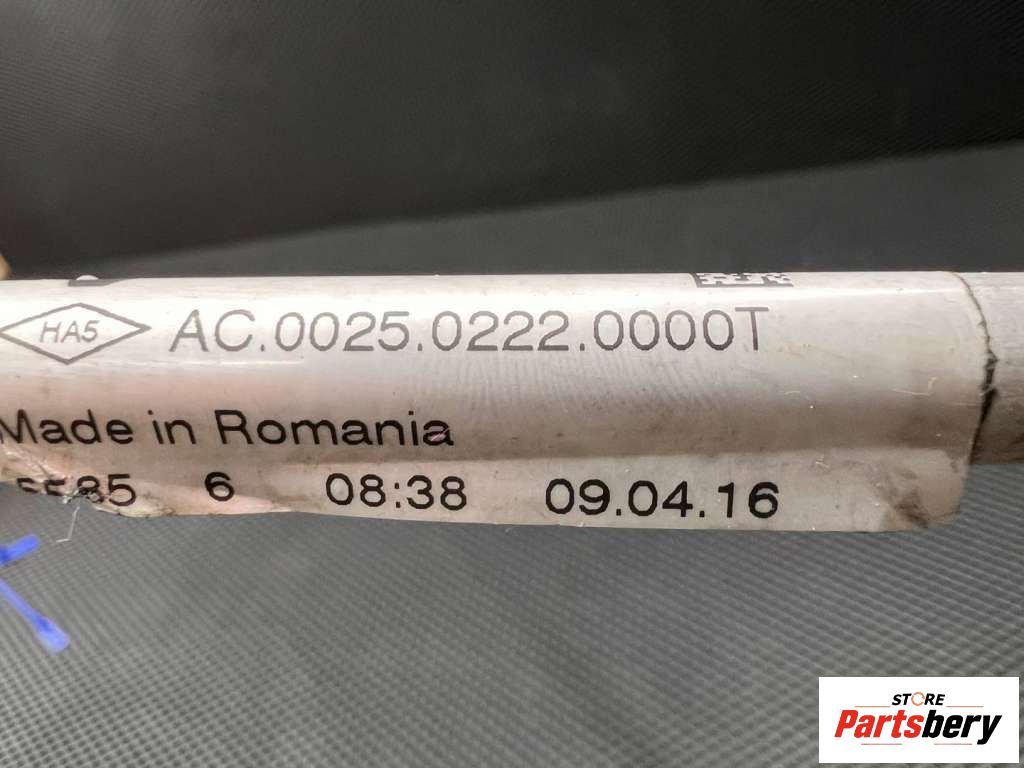 HA5 AC.0025.0222.0000T
Made in Romania
6 08:38 09.04.16
STORE
Partsbery